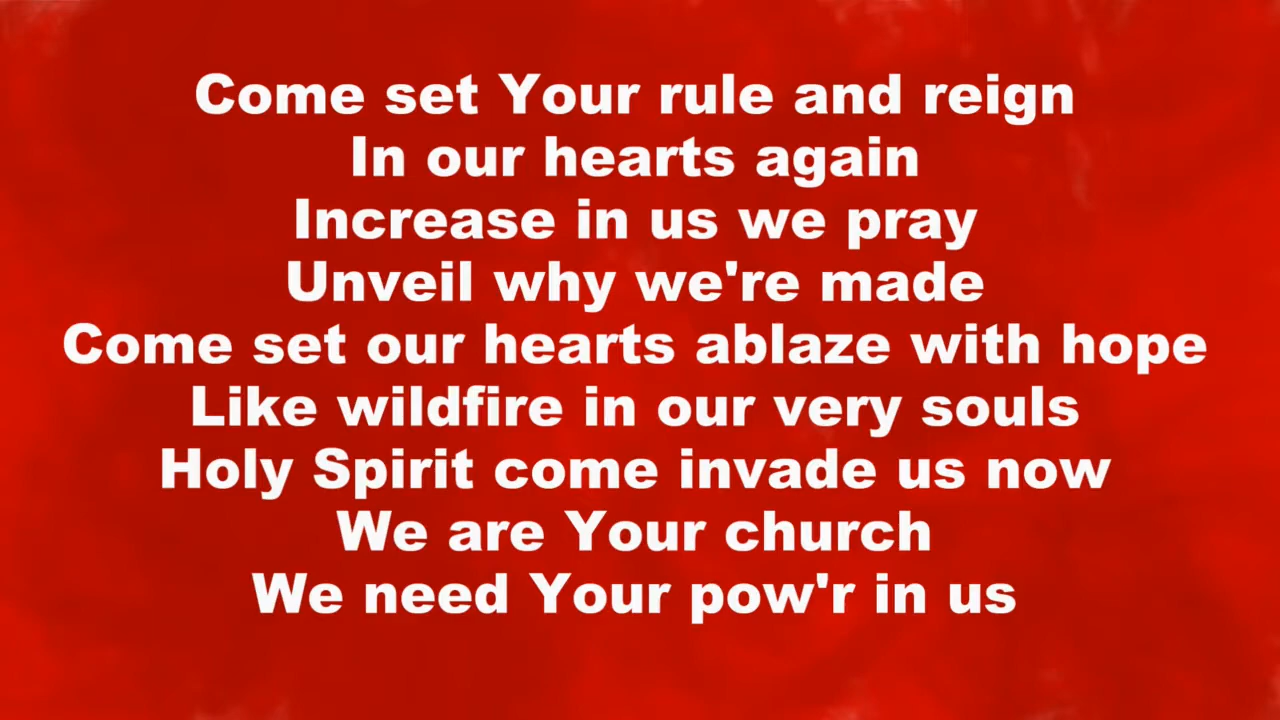 Come set Your rule and reign
In our hearts again
Increase in us we pray
Unveil why we're made
Come set our hearts ablaze with hope
Like wildfire in our very souls
Holy Spirit come invade us now
We are Your church
We need Your pow'r in us